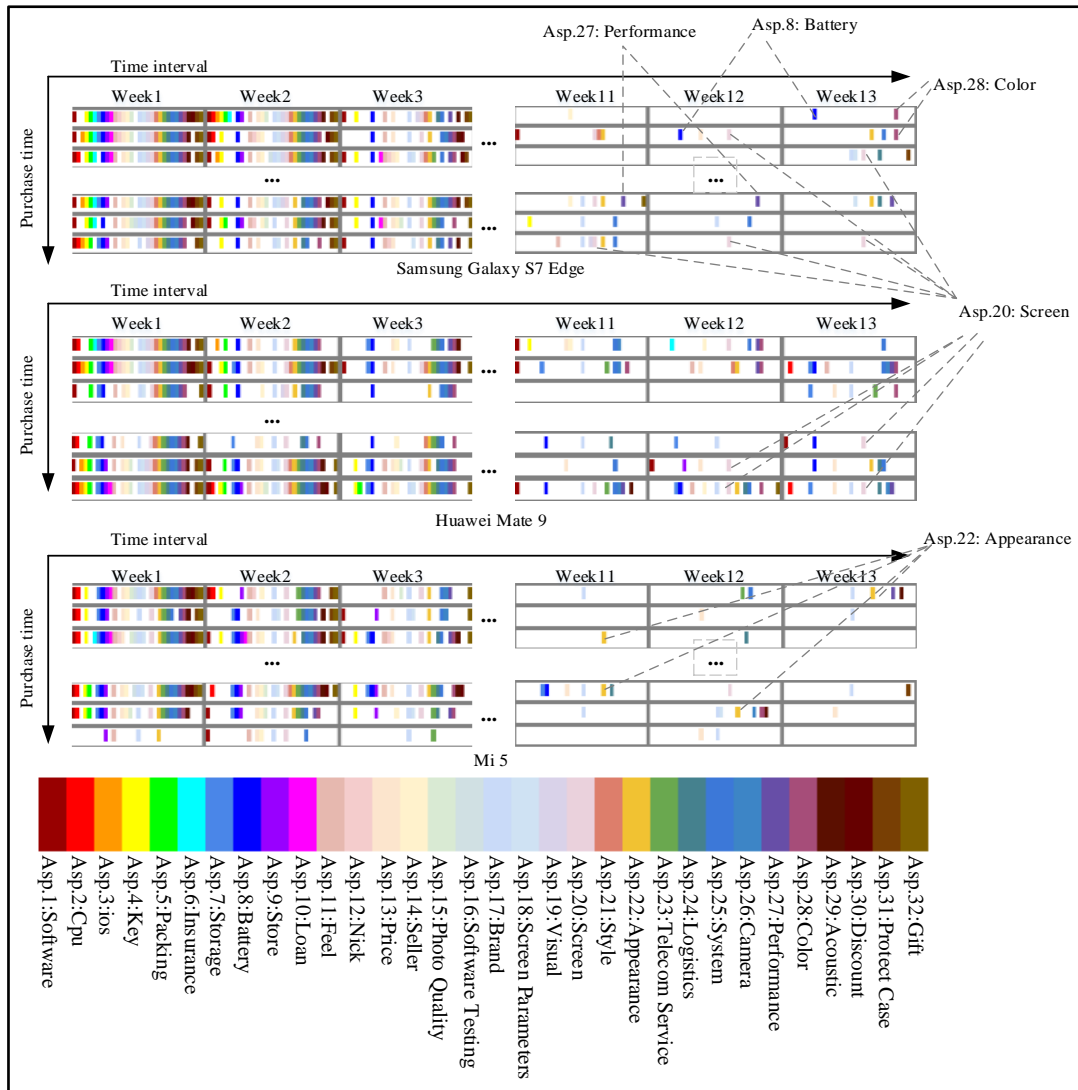 Asp.27: Performance
Asp.8: Battery
Time interval
Asp.28: Color
Week1
Week2
Week3
Week11
Week12
Week13
Purchase time
...
...
...
Samsung Galaxy S7 Edge
Time interval
Asp.20: Screen
Week1
Week2
Week3
Week11
Week12
Week13
Purchase time
...
...
...
Huawei Mate 9
Time interval
Asp.22: Appearance
Week1
Week2
Week3
Week11
Week12
Week13
Purchase time
...
...
...
...
Mi 5
Asp.1:Software
Asp.2:Cpu
Asp.3:ios
Asp.4:Key
Asp.5:Packing
Asp.6:Insurance
Asp.7:Storage
Asp.8:Battery
Asp.9:Store
Asp.10:Loan
Asp.11:Feel
Asp.12:Nick
Asp.13:Price
Asp.14:Seller
Asp.15:Photo Quality
Asp.16:Software Testing
Asp.17:Brand
Asp.18:Screen Parameters
Asp.19:Visual
Asp.20:Screen
Asp.21:Style
Asp.22:Appearance
Asp.23:Telecom Service
Asp.24:Logistics
Asp.25:System
Asp.26:Camera
Asp.27:Performance
Asp.28:Color
Asp.29:Acoustic
Asp.30:Discount
Asp.31:Protect Case
Asp.32:Gift